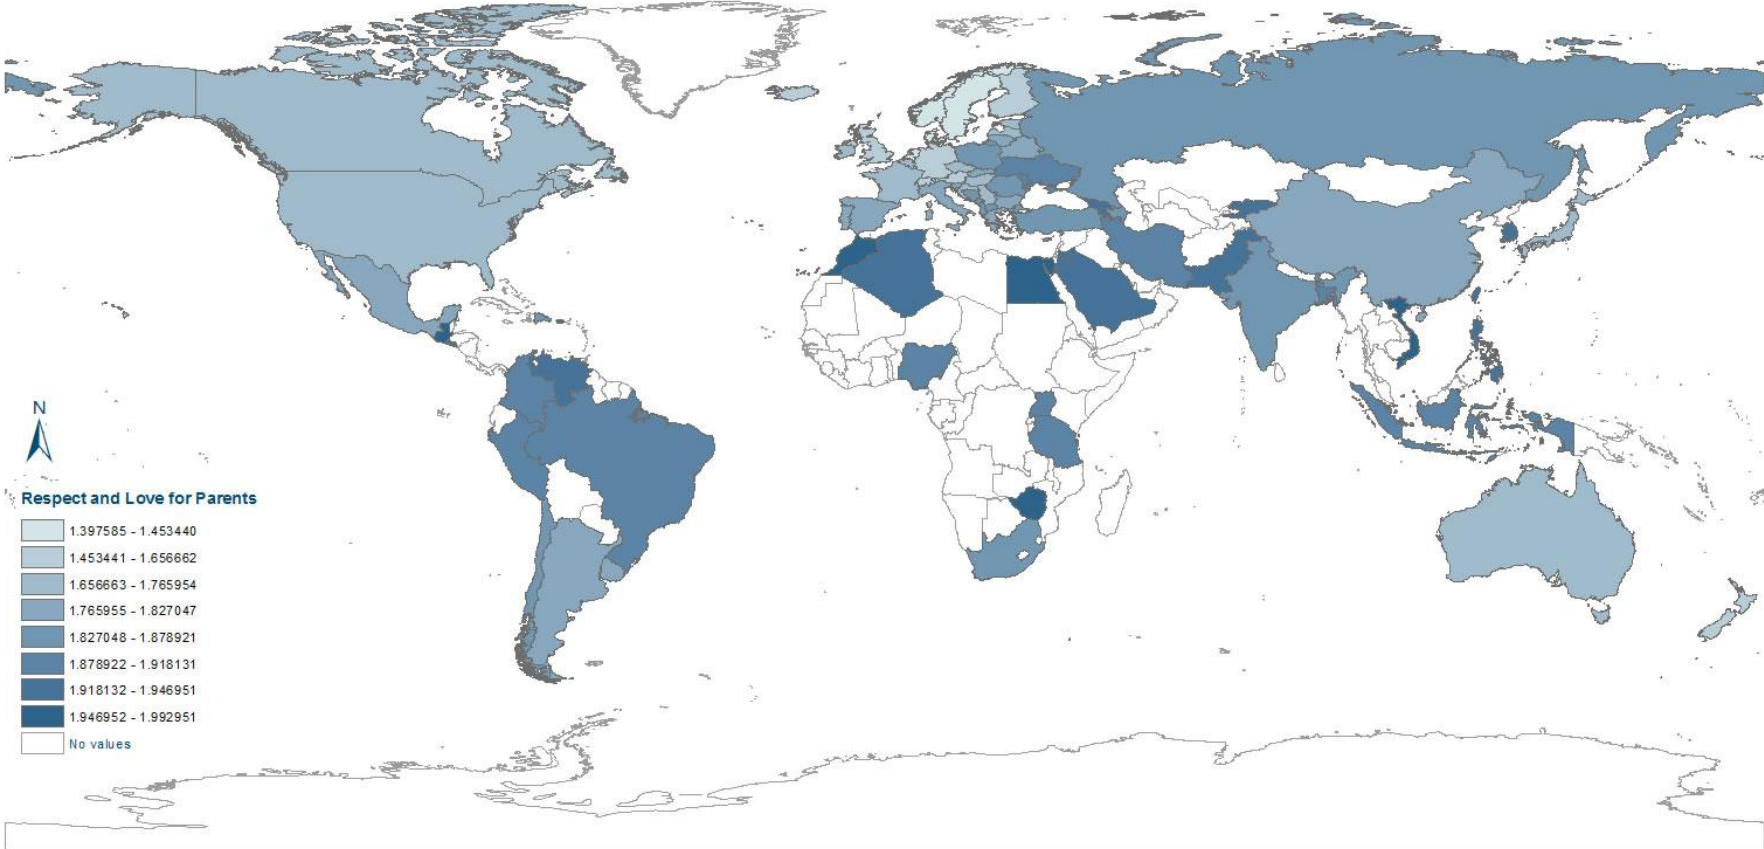 N
Respect and Love for Parents
1.397585 - 1.453440
1.453441 - 1.656662
1.656663 - 1.765954
1.765955 - 1.827047
1.827048 - 1.878921
1.878922 - 1.918131
1.918132 - 1.946951
1.946952 - 1.992951
No values